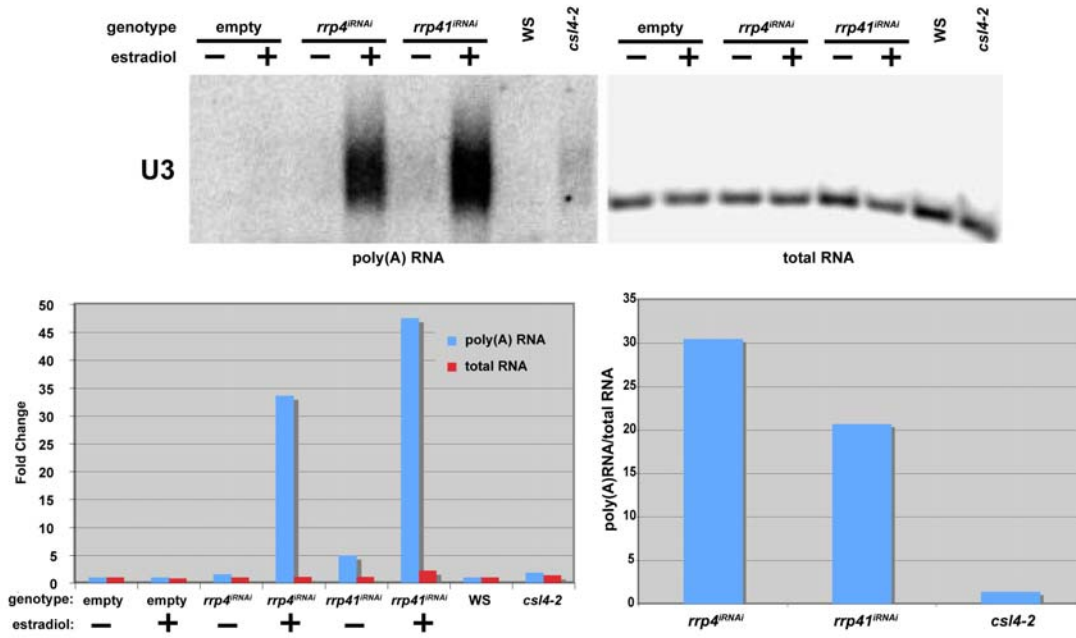 genotype empty rrp4iRNAi rrp41iRNAi WS csl4-2 empty rrp4iRNAi rrp41iRNAi WS csl4-2
estradiol − + − + − + − + − + − +
U3
poly(A) RNA total RNA
50
45
40
35
30
25
20
15
10
5
0
Fold Change
poly(A) RNA
total RNA
genotype: empty empty rrp4iRNAi rrp4iRNAi rrp41iRNAi rrp41iRNAi WS csl4-2
estradiol: − + − + − +
35
30
25
20
15
10
5
0
poly(A)RNA/total RNA
rrp4iRNAi rrp41iRNAi csl4-2